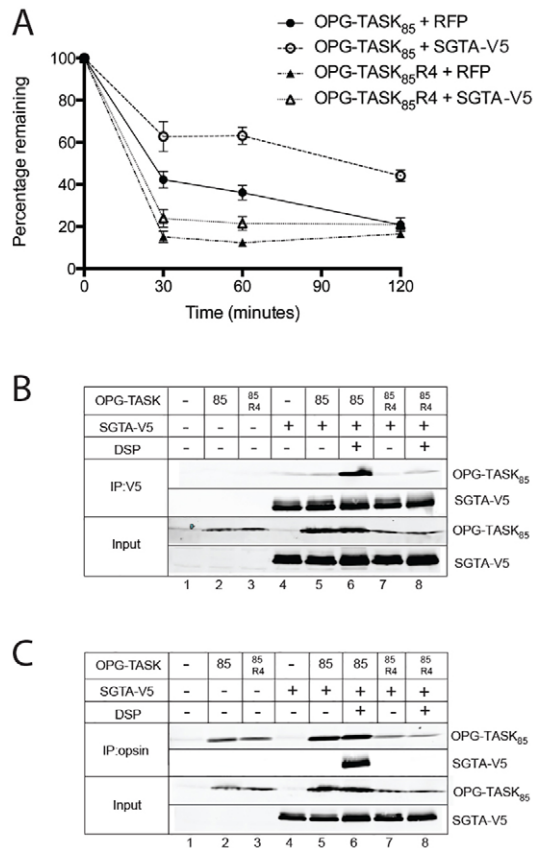 A
OPG-TASK85 + RFP
OPG-TASK85 + SGTA-V5
OPG-TASK85R4 + RFP
OPG-TASK85R4 + SGTA-V5
Percentage remaining
100
80
60
40
20
0
0 30 60 90 120
Time (minutes)
B
OPG-TASK - 85 85 R4 - 85 85 85 R4 85 R4
SGTA-V5 - - - + + + + +
DSP - - - - - + - +
IP:V5 OPG-TASK85
SGTA-V5
Input OPG-TASK85
SGTA-V5
1 2 3 4 5 6 7 8
C
OPG-TASK - 85 85 R4 - 85 85 85 R4 85 R4
SGTA-V5 - - - + + + + +
DSP - - - - - + - +
IP:opsin OPG-TASK85
SGTA-V5
Input OPG-TASK85
SGTA-V5
1 2 3 4 5 6 7 8